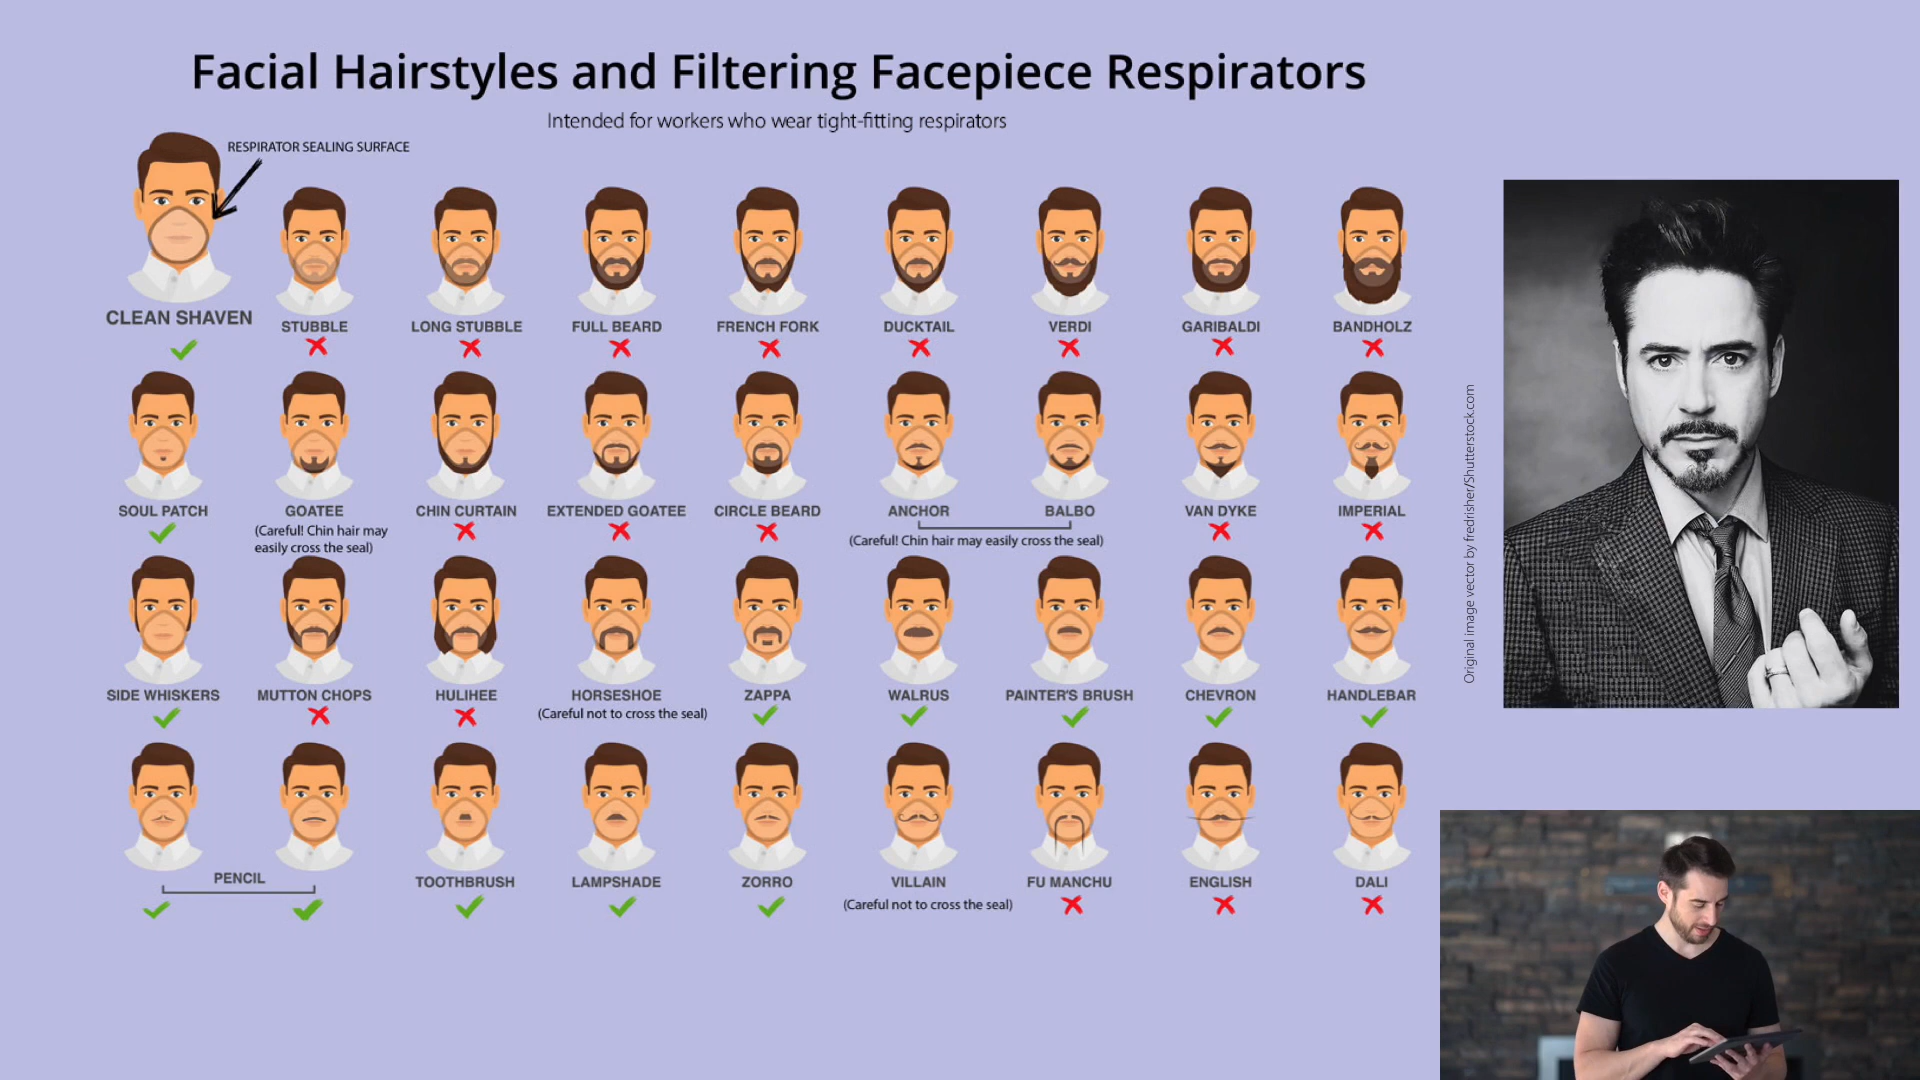 Facial Hairstyles and Filtering Facepiece Respirators
Intended for workers who wear tight-fitting respirators
RESPIRATOR SEALING SURFACE
CLEAN SHAVEN
STUBBLE
LONG STUBBLE
FULL BEARD
FRENCH FORK
DUCKTAIL
VERDI
GARIBALDI
BANDHOLZ
SOUL PATCH
GOATEE
(Careful! Chin hair may
easily cross the seal)
CHIN CURTAIN
EXTENDED GOATEE
CIRCLE BEARD
ANCHOR
BALBO
(Careful! Chin hair may easily cross the seal)
VAN DYKE
IMPERIAL
SIDE WHISKERS
MUTTON CHOPS
HULIHEE
HORSESHOE
(Careful not to cross the seal)
ZAPPA
WALRUS
PAINTER'S BRUSH
CHEVRON
HANDLEBAR
PENCIL
TOOTHBRUSH
LAMPSHADE
ZORRO
VILLAIN
(Careful not to cross the seal)
FU MANCHU
ENGLISH
DALI
Original image vector by fredrisher/Shutterstock.com